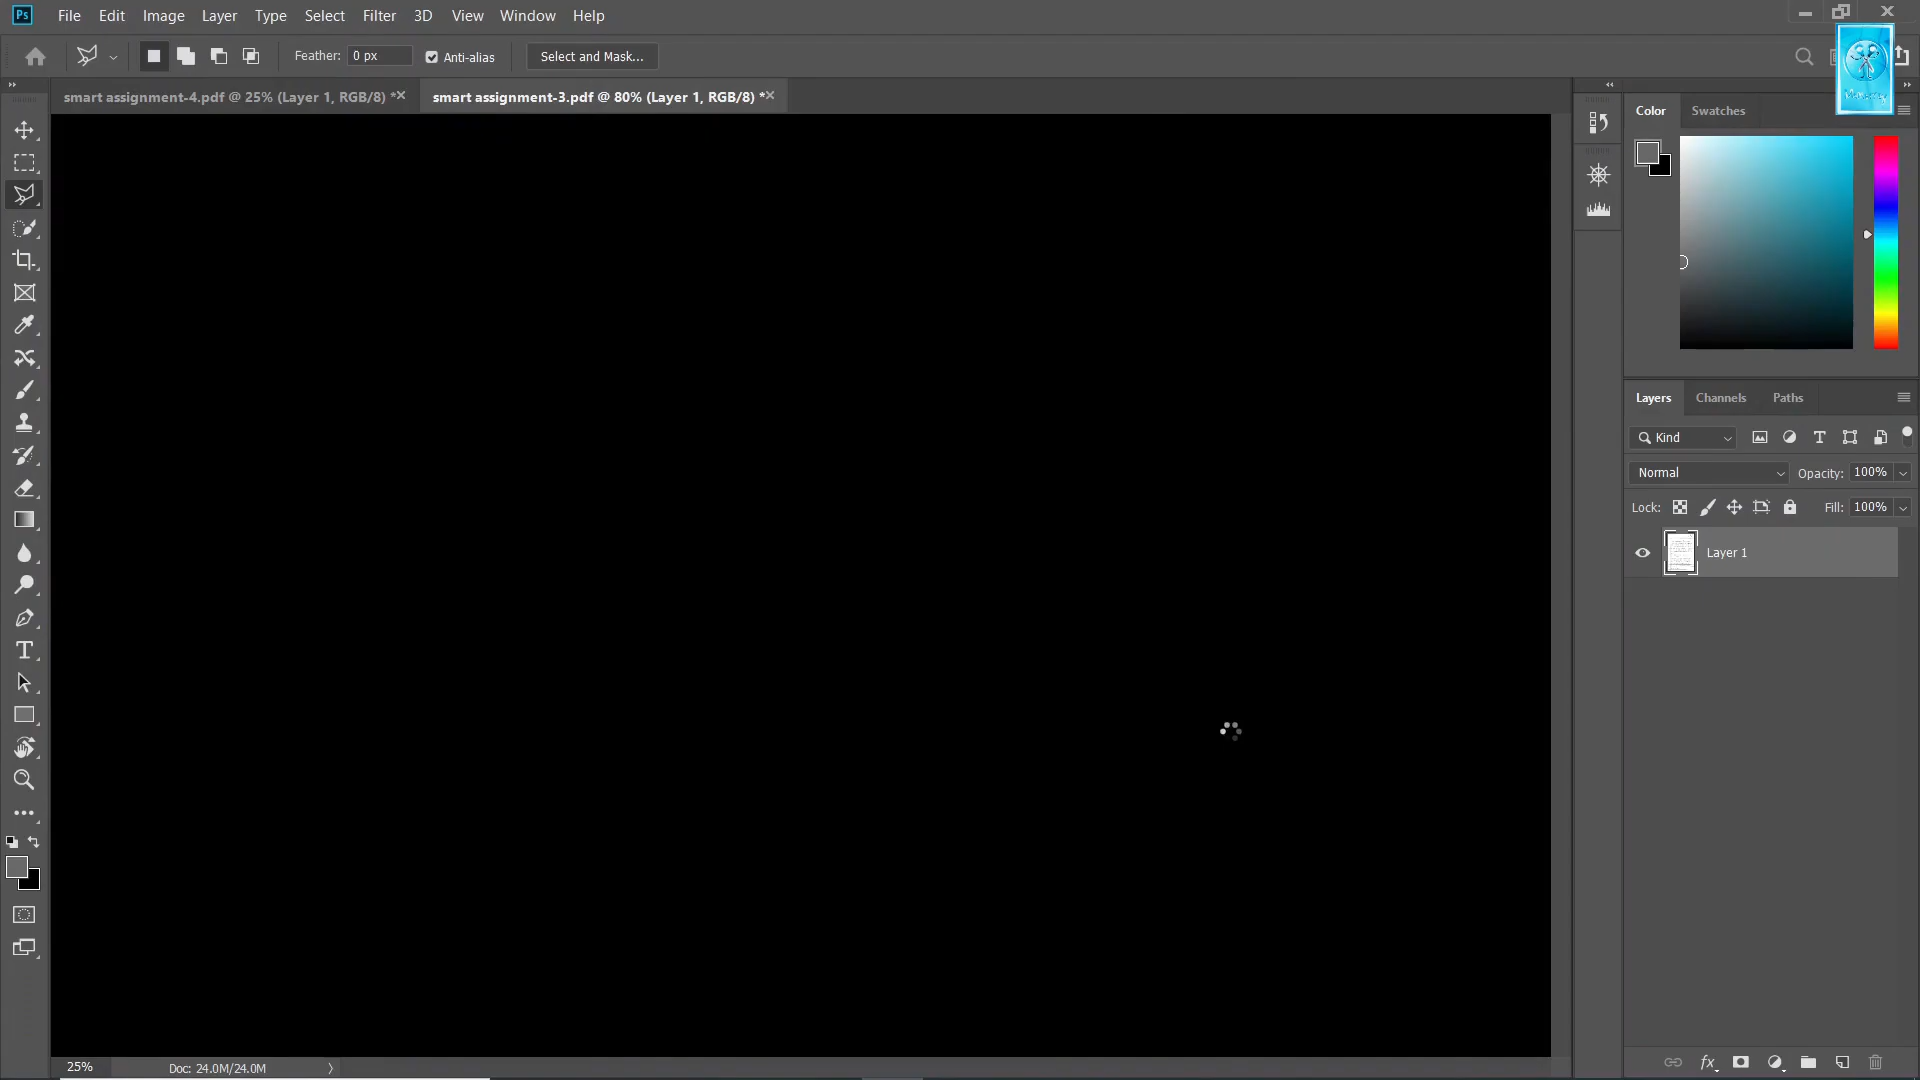 Ps File Edit Image Layer Type Select Filter 3D View Window Help
Feather: 0 px Anti-alias Select and Mask...
smart assignment-4.pdf @ 25% (Layer 1, RGB/8) * smart assignment-3.pdf @ 80% (Layer 1, RGB/8) *
Color Swatches
Layers Channels Paths
Kind
Normal Opacity: 100%
Lock: Fill: 100%
Layer 1
25% Doc: 24.0M/24.0M
fx